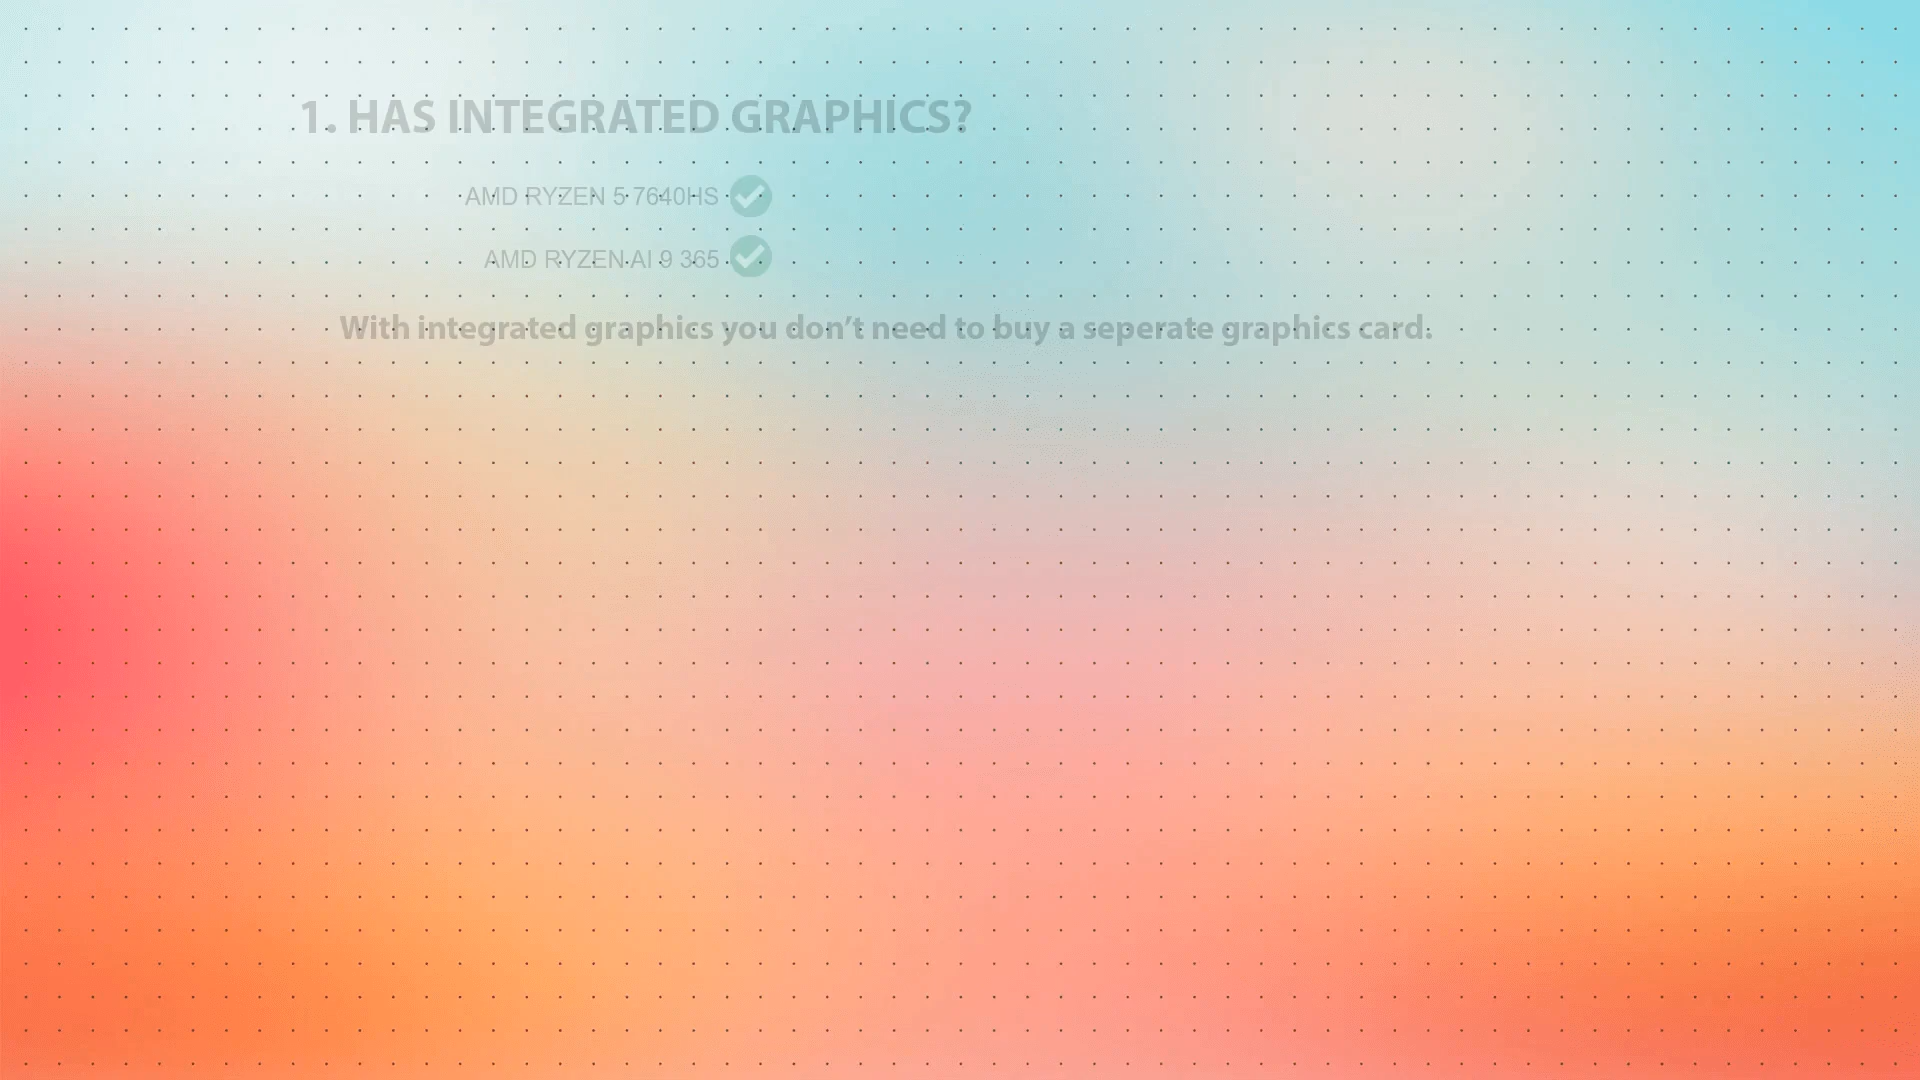 1. HAS INTEGRATED GRAPHICS?
AMD RYZEN 5 7640HS
AMD RYZEN AI 9 365
With integrated graphics you don’t need to buy a seperate graphics card.